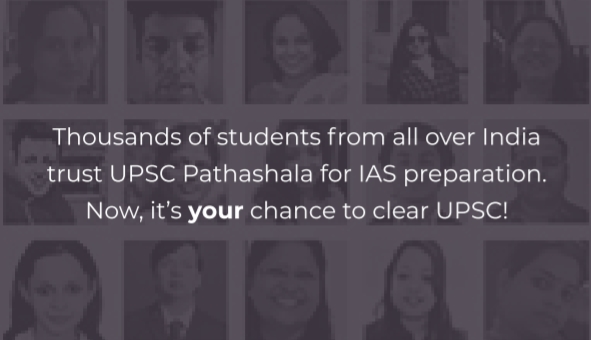 Thousands of students from all over India
trust UPSC Pathashala for IAS preparation.
Now, it's your chance to clear UPSC!